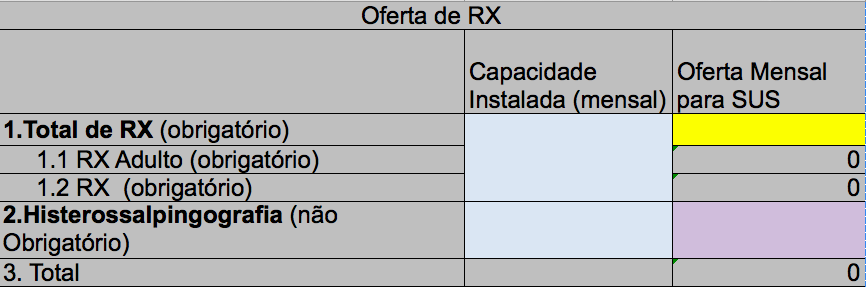 Oferta de RX
Capacidade
Instalada (mensal)
Oferta Mensal
para SUS
1.Total de RX (obrigatório)
1.1 RX Adulto (obrigatório)
0
1.2 RX  (obrigatório)
0
2.Histerossalpingografia (não
Obrigatório)
3. Total
0